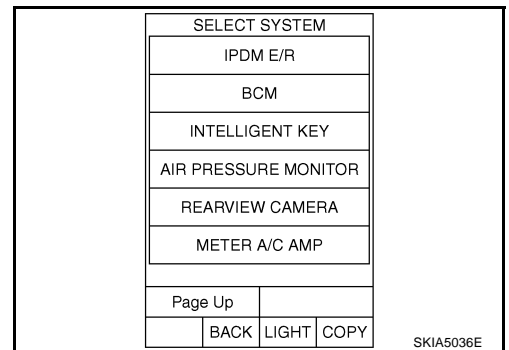 SELECT SYSTEM
IPDM E/R
BCM
INTELLIGENT KEY
AIR PRESSURE MONITOR
REARVIEW CAMERA
METER A/C AMP
Page Up
BACK LIGHT COPY
SKIA5036E